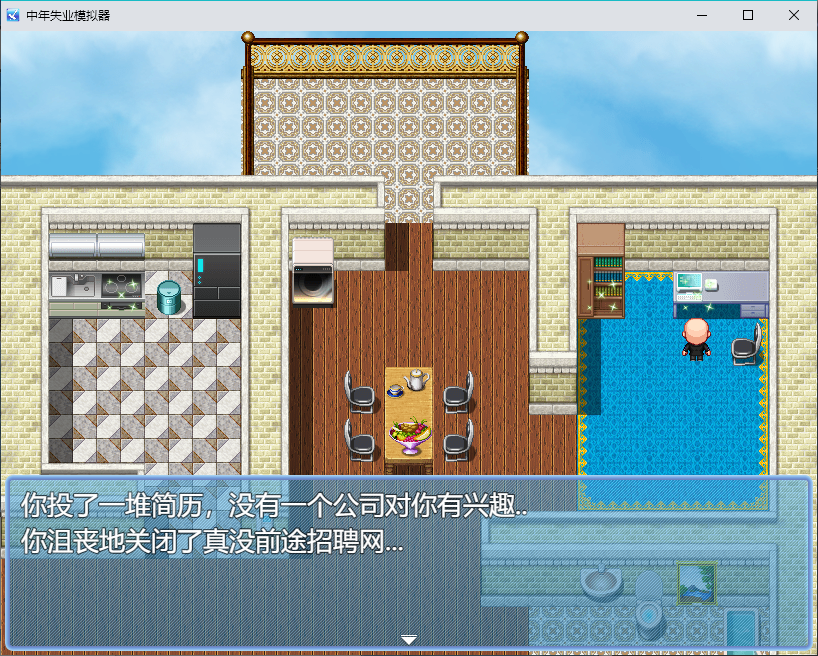 中年失业模拟器
你投了一堆简历，没有一个公司对你有兴趣..
你沮丧地关闭了真没前途招聘网...